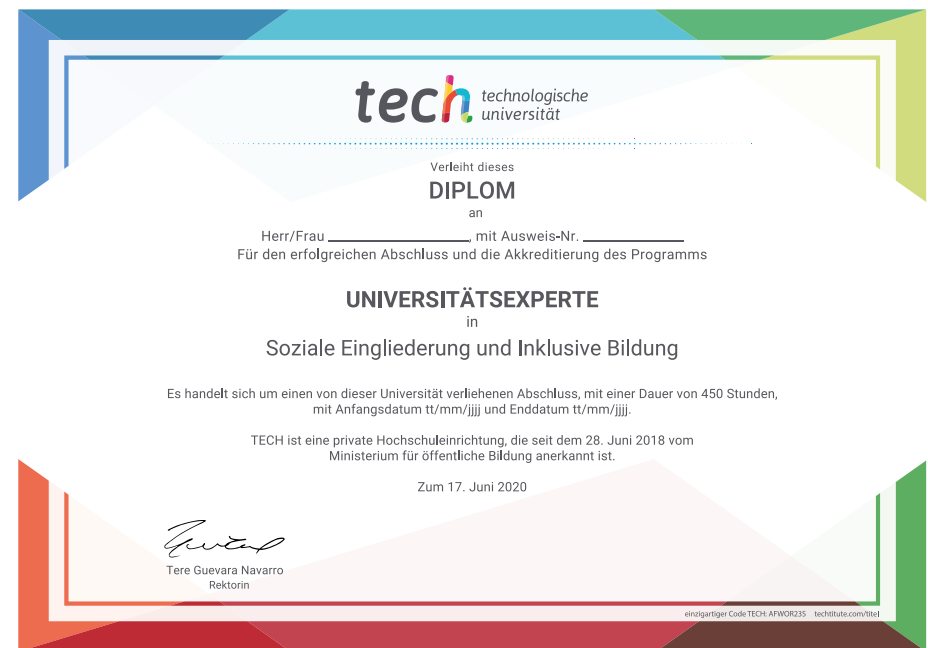 tech technologische
universität
Verleiht dieses
DIPLOM
an
Herr/Frau ____________________, mit Ausweis-Nr. ______________
Für den erfolgreichen Abschluss und die Akkreditierung des Programms
UNIVERSITÄTSEXPERTE
in
Soziale Eingliederung und Inklusive Bildung
Es handelt sich um einen von dieser Universität verliehenen Abschluss, mit einer Dauer von 450 Stunden,
mit Anfangsdatum tt/mm/jjjj und Enddatum tt/mm/jjjj.
TECH ist eine private Hochschuleinrichtung, die seit dem 28. Juni 2018 vom
Ministerium für öffentliche Bildung anerkannt ist.
Zum 17. Juni 2020
Tere Guevara Navarro
Rektorin
einzigartiger Code TECH: AFWOR23S techtitute.com/titel